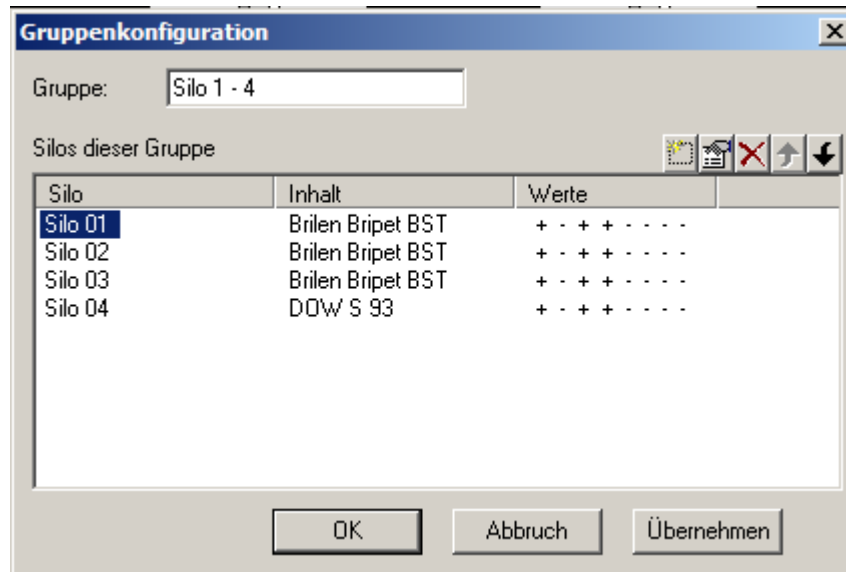 Gruppenkonfiguration
Gruppe: Silo 1 - 4
Silos dieser Gruppe
Silo Inhalt Werte
Silo 01 Brilen Bripet BST + - + + - - - -
Silo 02 Brilen Bripet BST + - + + - - - -
Silo 03 Brilen Bripet BST + - + + - - - -
Silo 04 DOW S 93 + - + + - - - -
OK Abbruch Übernehmen